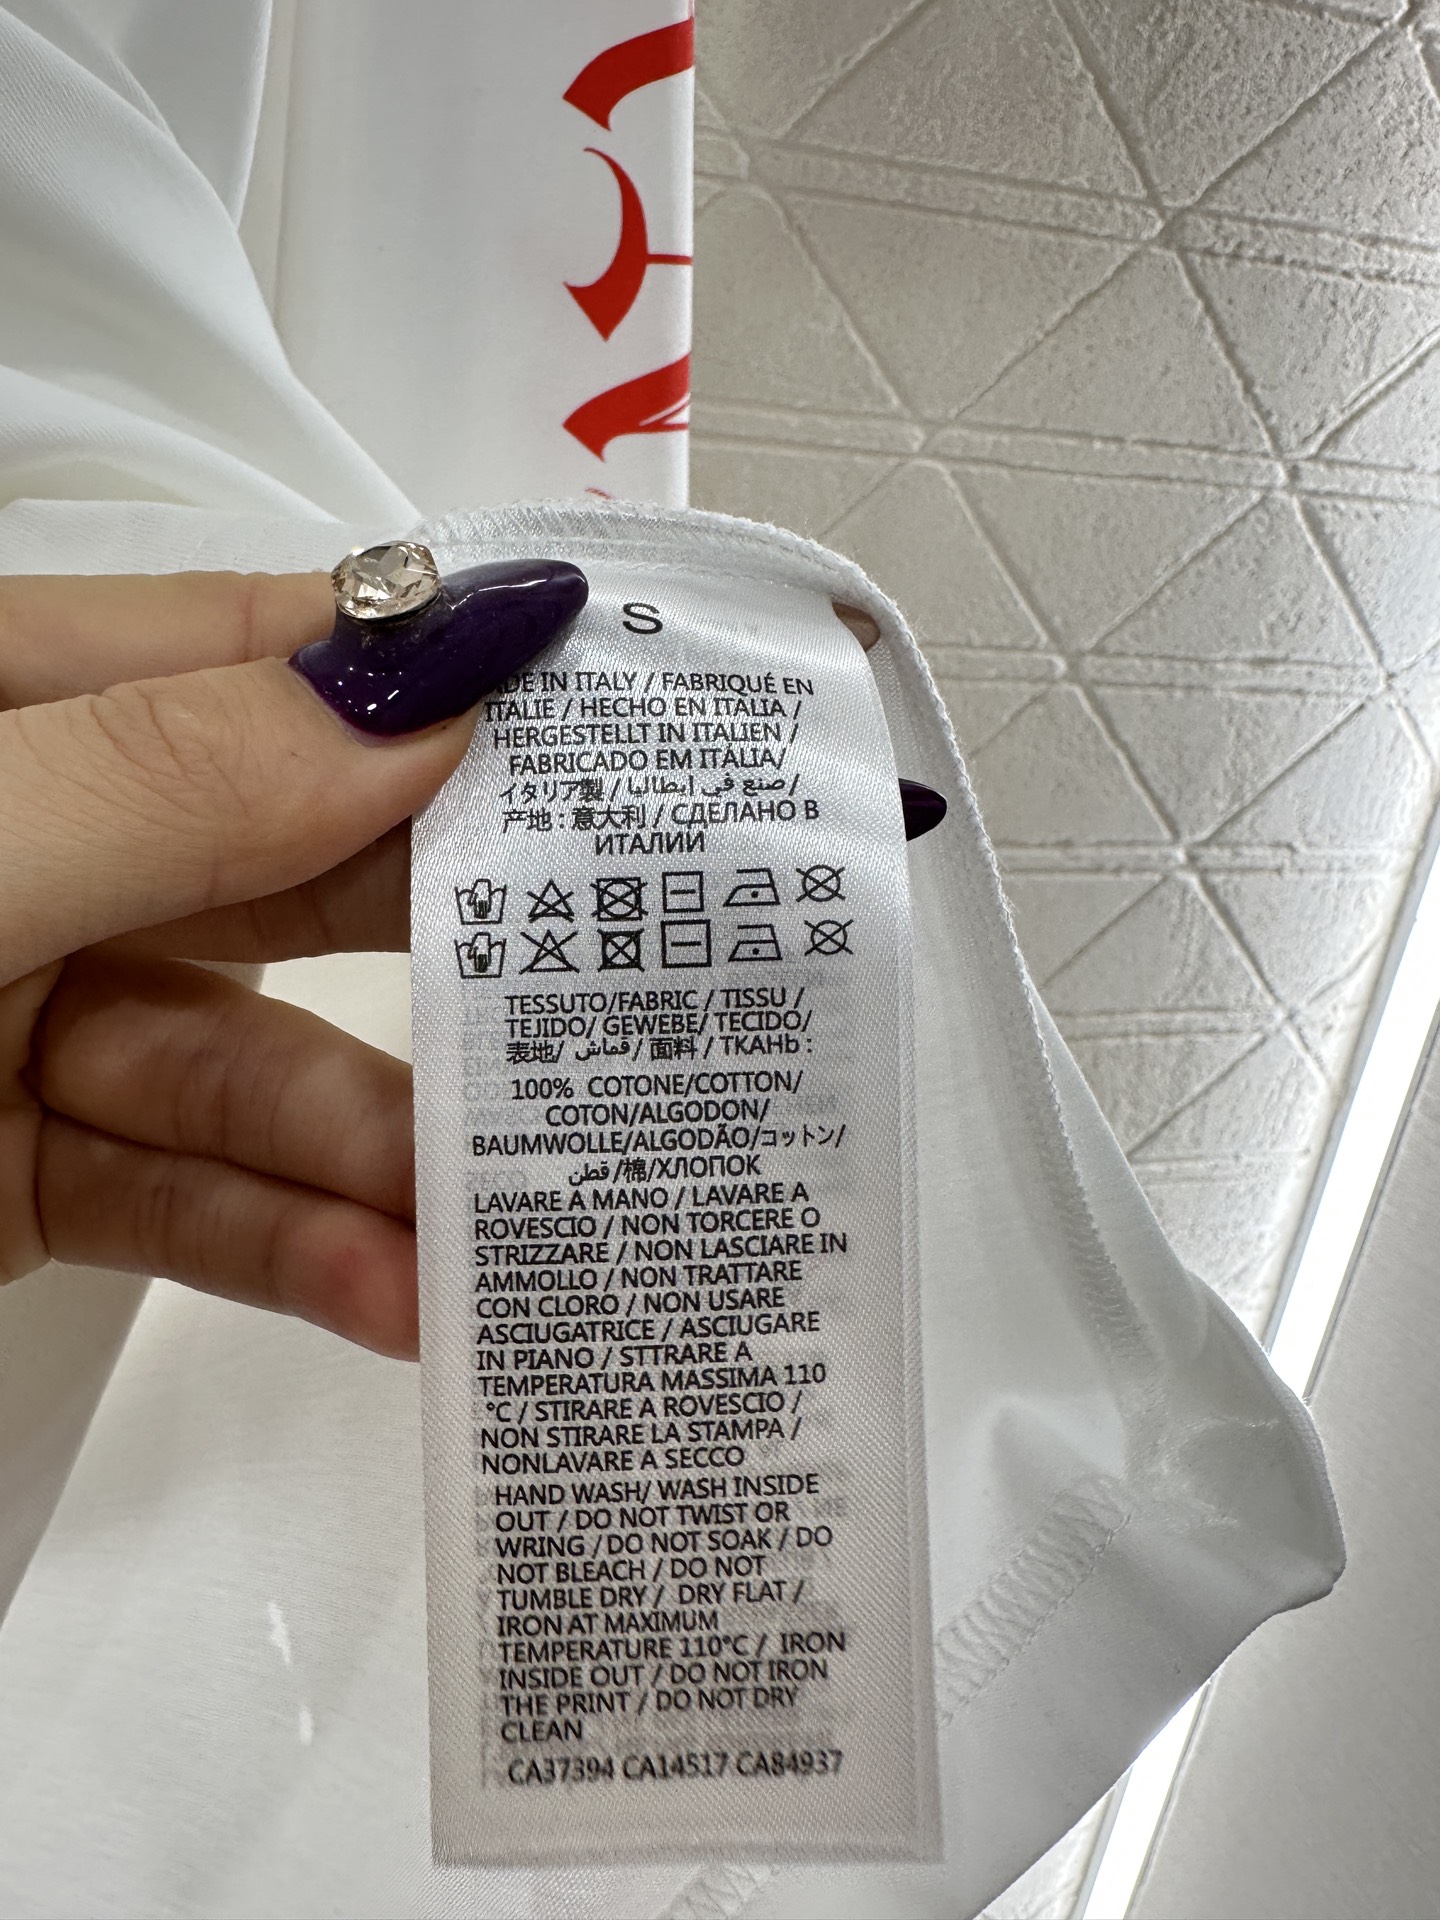 S
DE IN ITALY / FABRIQUÉ EN
ITALIE / HECHO EN ITALIA /
HERGESTELLT IN ITALIEN /
FABRICADO EM ITÁLIA/
イタリア製 / صنع في إيطاليا /
产地 : 意大利 / СДЕЛАНО В
ИТАЛИИ
TESSUTO/FABRIC / TISSU /
TEJIDO/ GEWEBE/ TECIDO/
表地/ قماش / 面料 / TKAHb :
100% COTONE/COTTON/
COTON/ALGODON/
BAUMWOLLE/ALGODÃO/コットン/
قطن /棉/ХЛОПОК
LAVARE A MANO / LAVARE A
ROVESCIO / NON TORCERE O
STRIZZARE / NON LASCIARE IN
AMMOLLO / NON TRATTARE
CON CLORO / NON USARE
ASCIUGATRICE / ASCIUGARE
IN PIANO / STTRARE A
TEMPERATURA MASSIMA 110
°C / STIRARE A ROVESCIO /
NON STIRARE LA STAMPA /
NONLAVARE A SECCO
HAND WASH/ WASH INSIDE
OUT / DO NOT TWIST OR
WRING / DO NOT SOAK / DO
NOT BLEACH / DO NOT
TUMBLE DRY / DRY FLAT /
IRON AT MAXIMUM
TEMPERATURE 110°C / IRON
INSIDE OUT / DO NOT IRON
THE PRINT / DO NOT DRY
CLEAN
CA37394 CA14517 CA84937